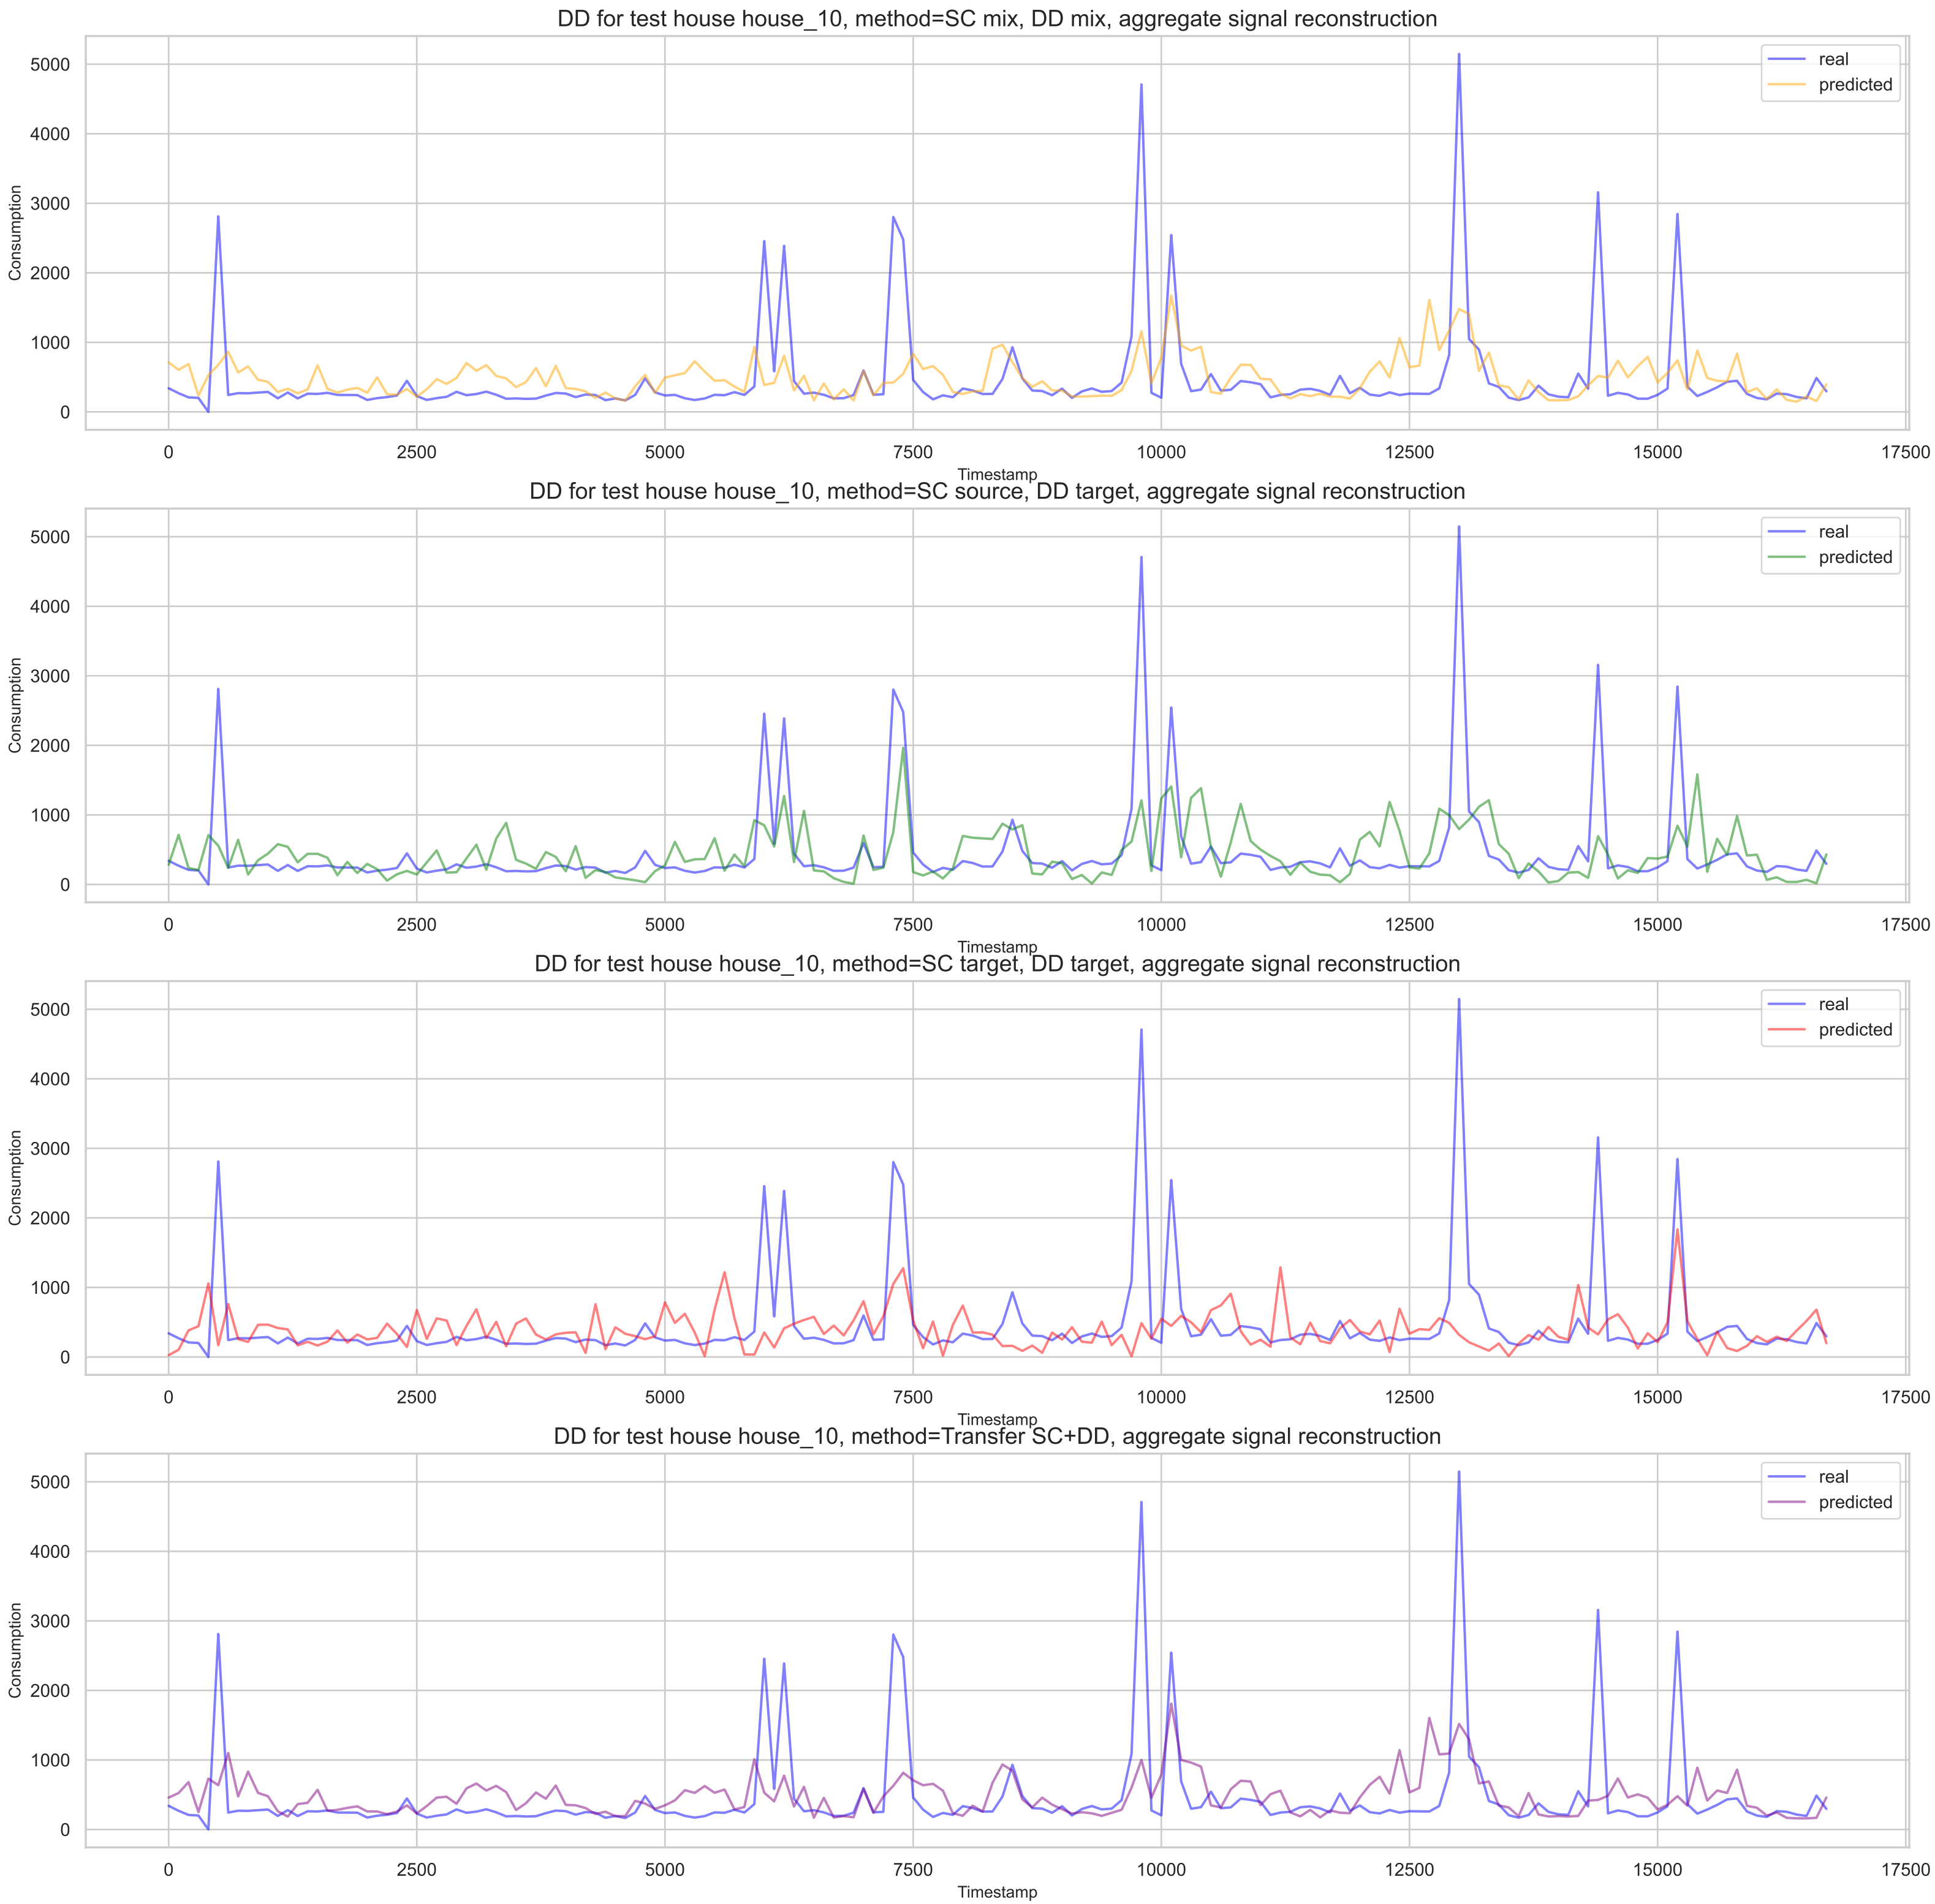 DD for test house house_10, method=SC mix, DD mix, aggregate signal reconstruction
real
predicted
5000
4000
3000
2000
1000
0
Consumption
0 2500 5000 7500 10000 12500 15000 17500
Timestamp
DD for test house house_10, method=SC source, DD target, aggregate signal reconstruction
real
predicted
5000
4000
3000
2000
1000
0
Consumption
0 2500 5000 7500 10000 12500 15000 17500
Timestamp
DD for test house house_10, method=SC target, DD target, aggregate signal reconstruction
real
predicted
5000
4000
3000
2000
1000
0
Consumption
0 2500 5000 7500 10000 12500 15000 17500
Timestamp
DD for test house house_10, method=Transfer SC+DD, aggregate signal reconstruction
real
predicted
5000
4000
3000
2000
1000
0
Consumption
0 2500 5000 7500 10000 12500 15000 17500
Timestamp